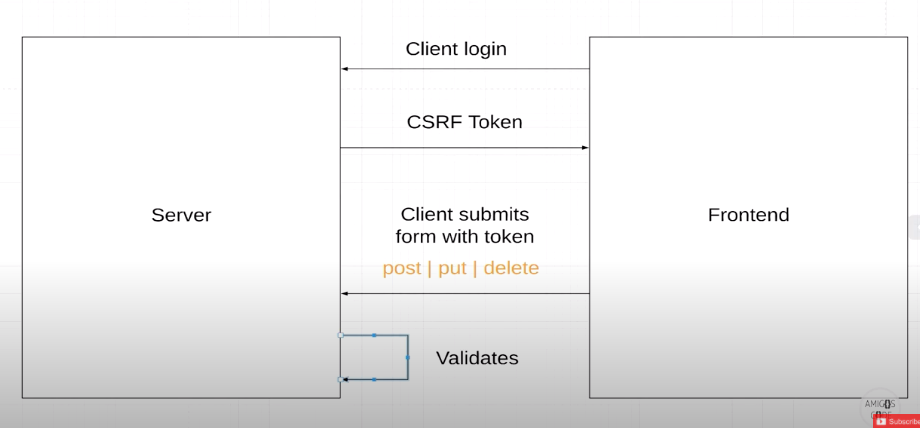 Client login
CSRF Token
Server
Client submits
form with token
post | put | delete
Frontend
Validates
AMIGOS
CODE
Subscribe